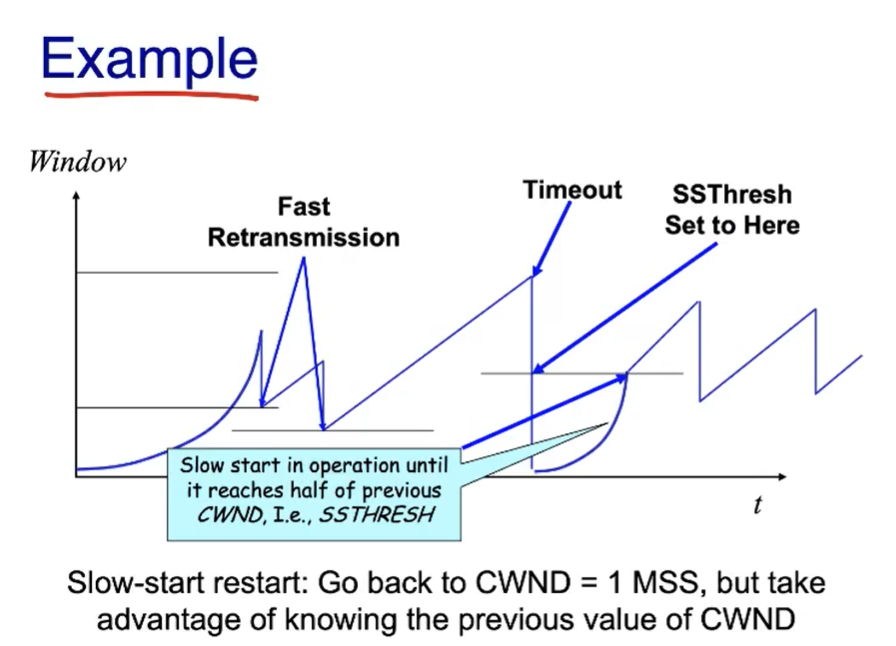 Example
Window
Fast
Retransmission
Timeout
SSThresh
Set to Here
Slow start in operation until
it reaches half of previous
CWND, I.e., SSTHRESH
t
Slow-start restart: Go back to CWND = 1 MSS, but take
advantage of knowing the previous value of CWND